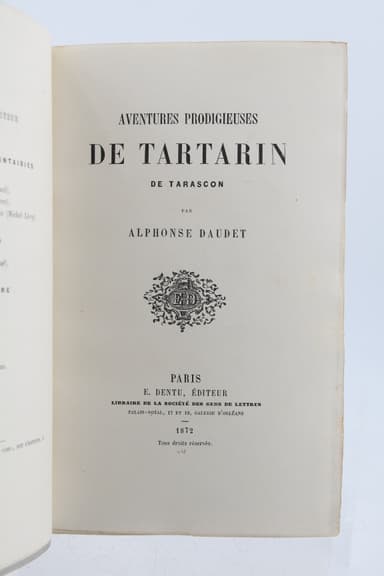 AVENTURES PRODIGIEUSES
DE TARTARIN
DE TARASCON
PAR
ALPHONSE DAUDET
ED
PARIS
E. DENTU, ÉDITEUR
LIBRAIRE DE LA SOCIÉTÉ DES GENS DE LETTRES
PALAIS-ROYAL, 17 ET 19, GALERIE D'ORLÉANS
1872
Tous droits réservés.